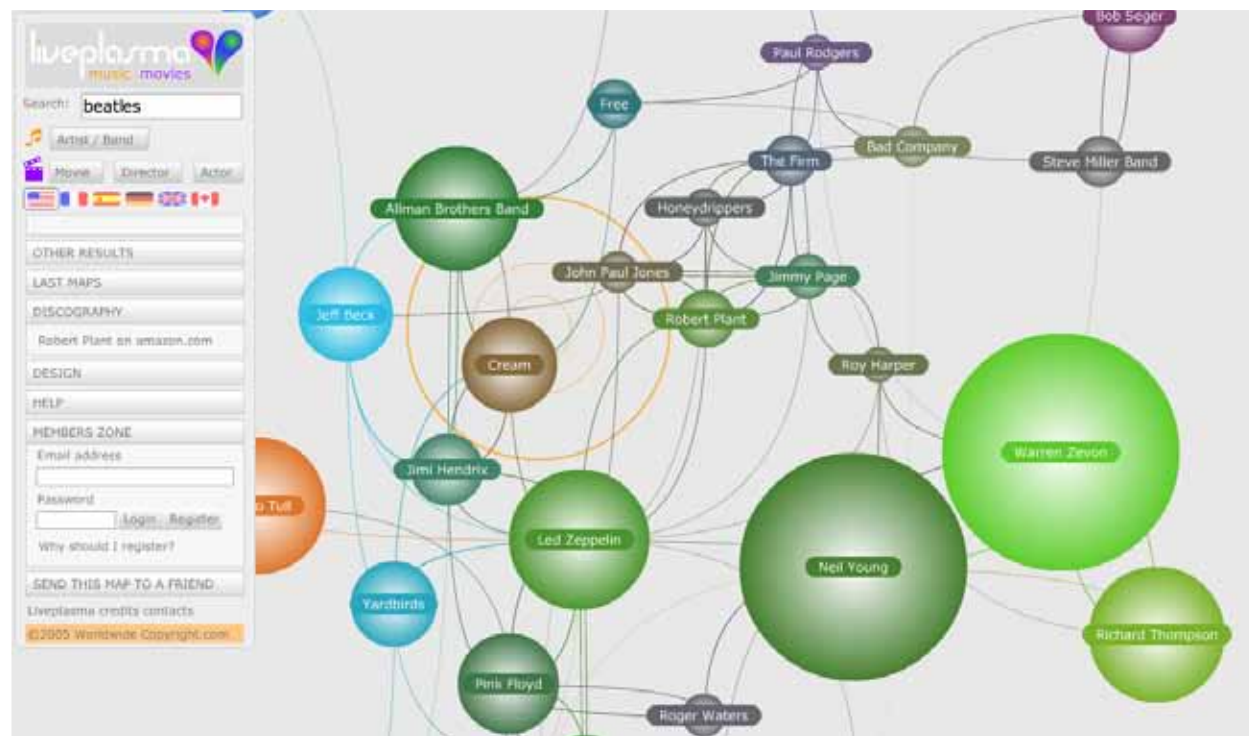 liveplasma
music movies
Search: beatles
Artist / Band
Movie Director Actor
OTHER RESULTS
LAST MAPS
DISCOGRAPHY
Robert Plant on amazon.com
DESIGN
HELP
MEMBERS ZONE
Email address
Password
Login Register
Why should I register?
SEND THIS MAP TO A FRIEND
Liveplasma credits contacts
©2005 Worldwide Copyright.com
Bob Seger
Paul Rodgers
Free
Bad Company
The Firm
Steve Miller Band
Allman Brothers Band
Honeydrippers
John Paul Jones
Jimmy Page
Jeff Beck
Robert Plant
Cream
Roy Harper
Warren Zevon
Jimi Hendrix
o Tull
Led Zeppelin
Neil Young
Yardbirds
Richard Thompson
Pink Floyd
Roger Waters